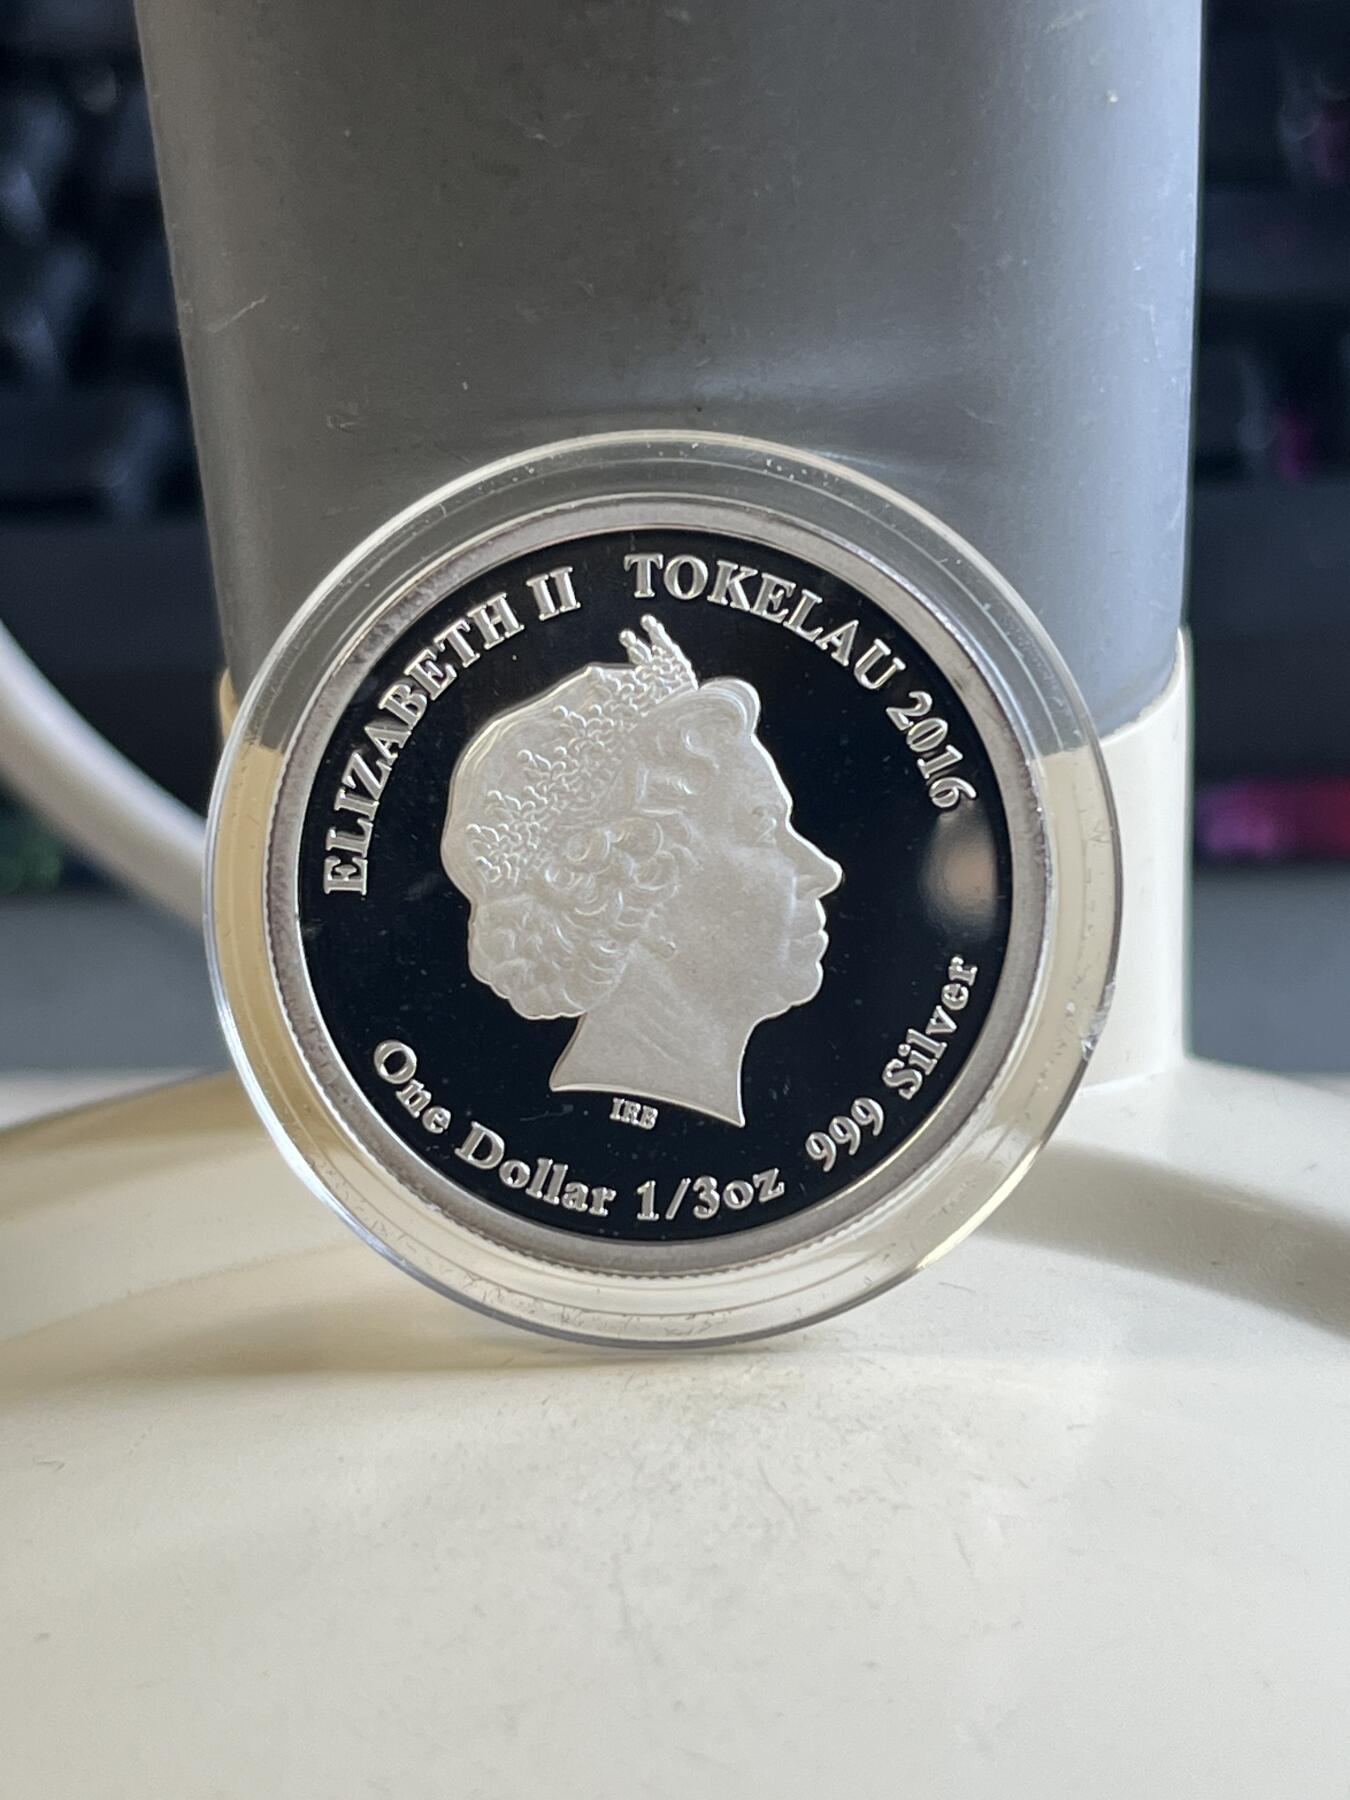 ELIZABETH II TOKELAU 2016
IRB
One Dollar 1/3oz 999 Silver